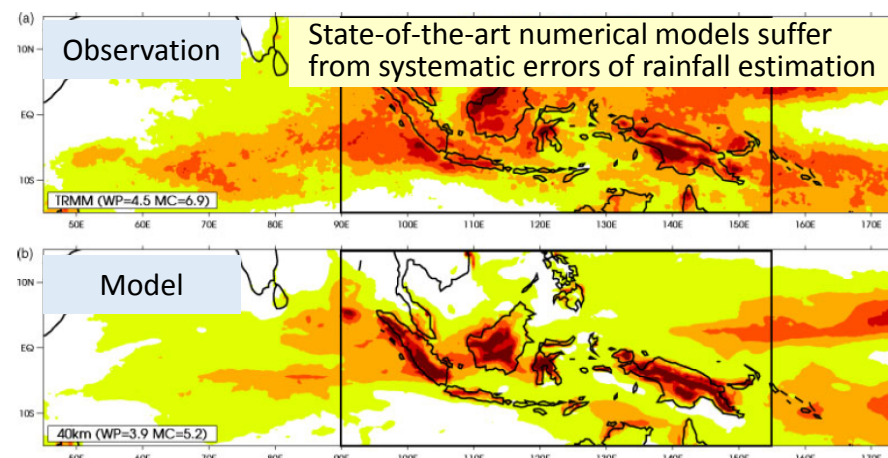 (a)
Observation
State-of-the-art numerical models suffer
from systematic errors of rainfall estimation
10N
EQ
10S
TRMM (WP=4.5 MC=6.9)
50E 60E 70E 80E 90E 100E 110E 120E 130E 140E 150E 160E 170E
(b)
Model
10N
EQ
10S
40km (WP=3.9 MC=5.2)